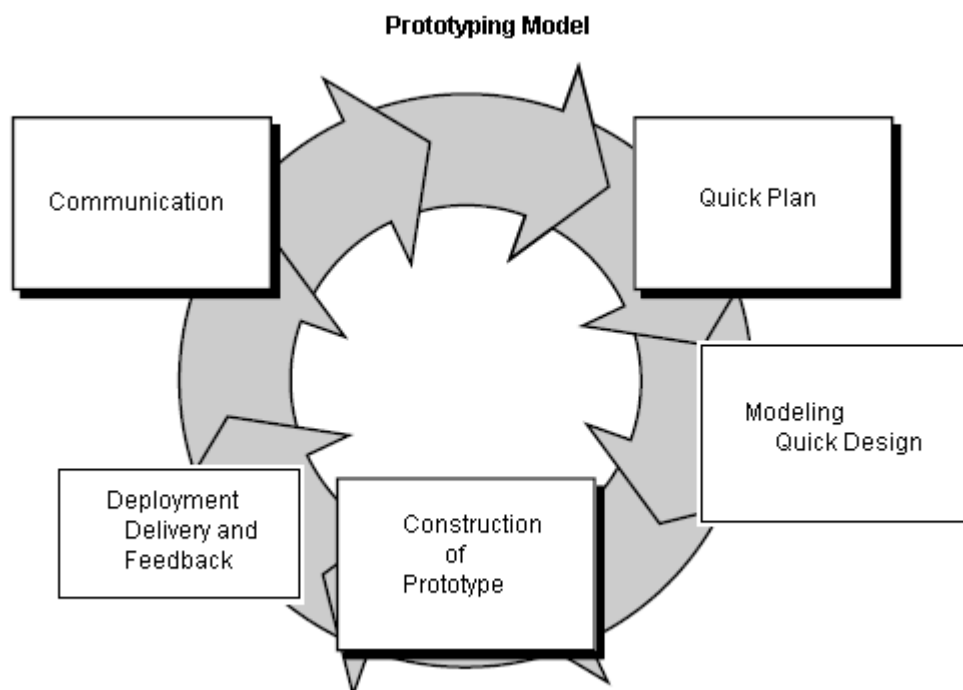 Prototyping Model
Communication
Quick Plan
Modeling
Quick Design
Construction
of
Prototype
Deployment
Delivery and
Feedback